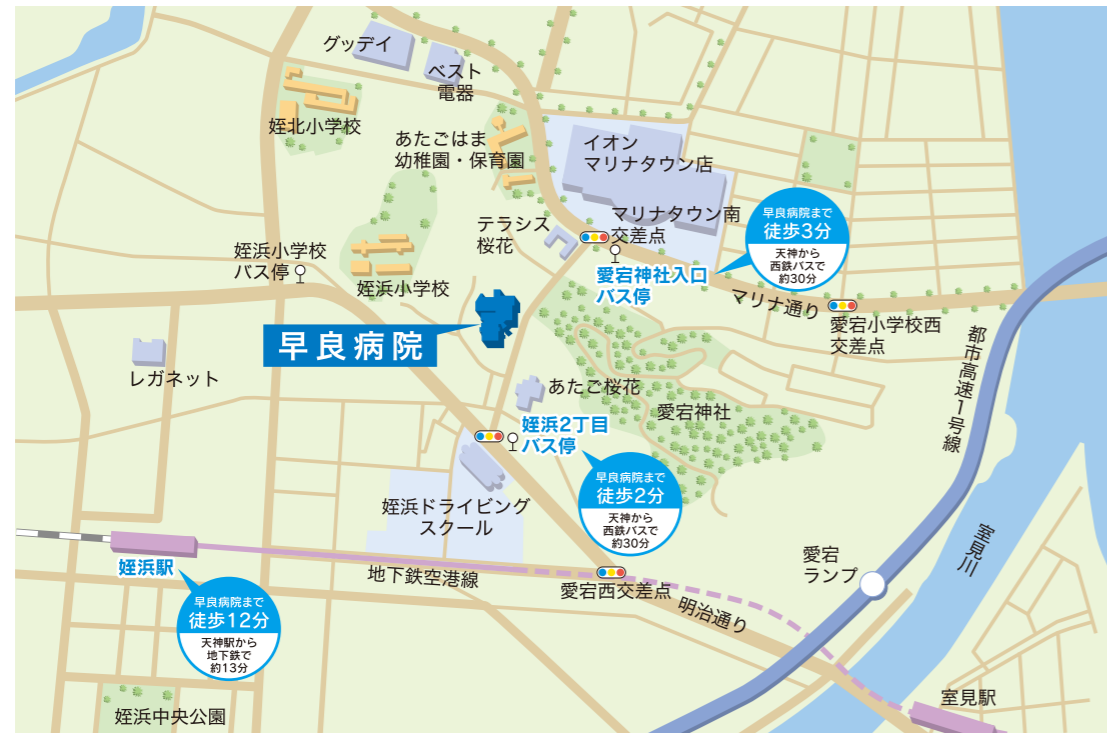 グッデイ
ベスト
電器
姪北小学校
あたごはま
幼稚園・保育園
イオン
マリナタウン店
テラシス
桜花
マリナタウン南
交差点
早良病院まで
徒歩3分
天神から
西鉄バスで
約30分
姪浜小学校
バス停
姪浜小学校
愛宕神社入口
バス停
マリナ通り
愛宕小学校西
交差点
都市高速1号線
早良病院
レガネット
あたご桜花
愛宕神社
姪浜2丁目
バス停
早良病院まで
徒歩2分
天神から
西鉄バスで
約30分
姪浜ドライビング
スクール
室見川
姪浜駅
地下鉄空港線
愛宕西交差点
愛宕
ランプ
明治通り
早良病院まで
徒歩12分
天神駅から
地下鉄で
約13分
室見駅
姪浜中央公園